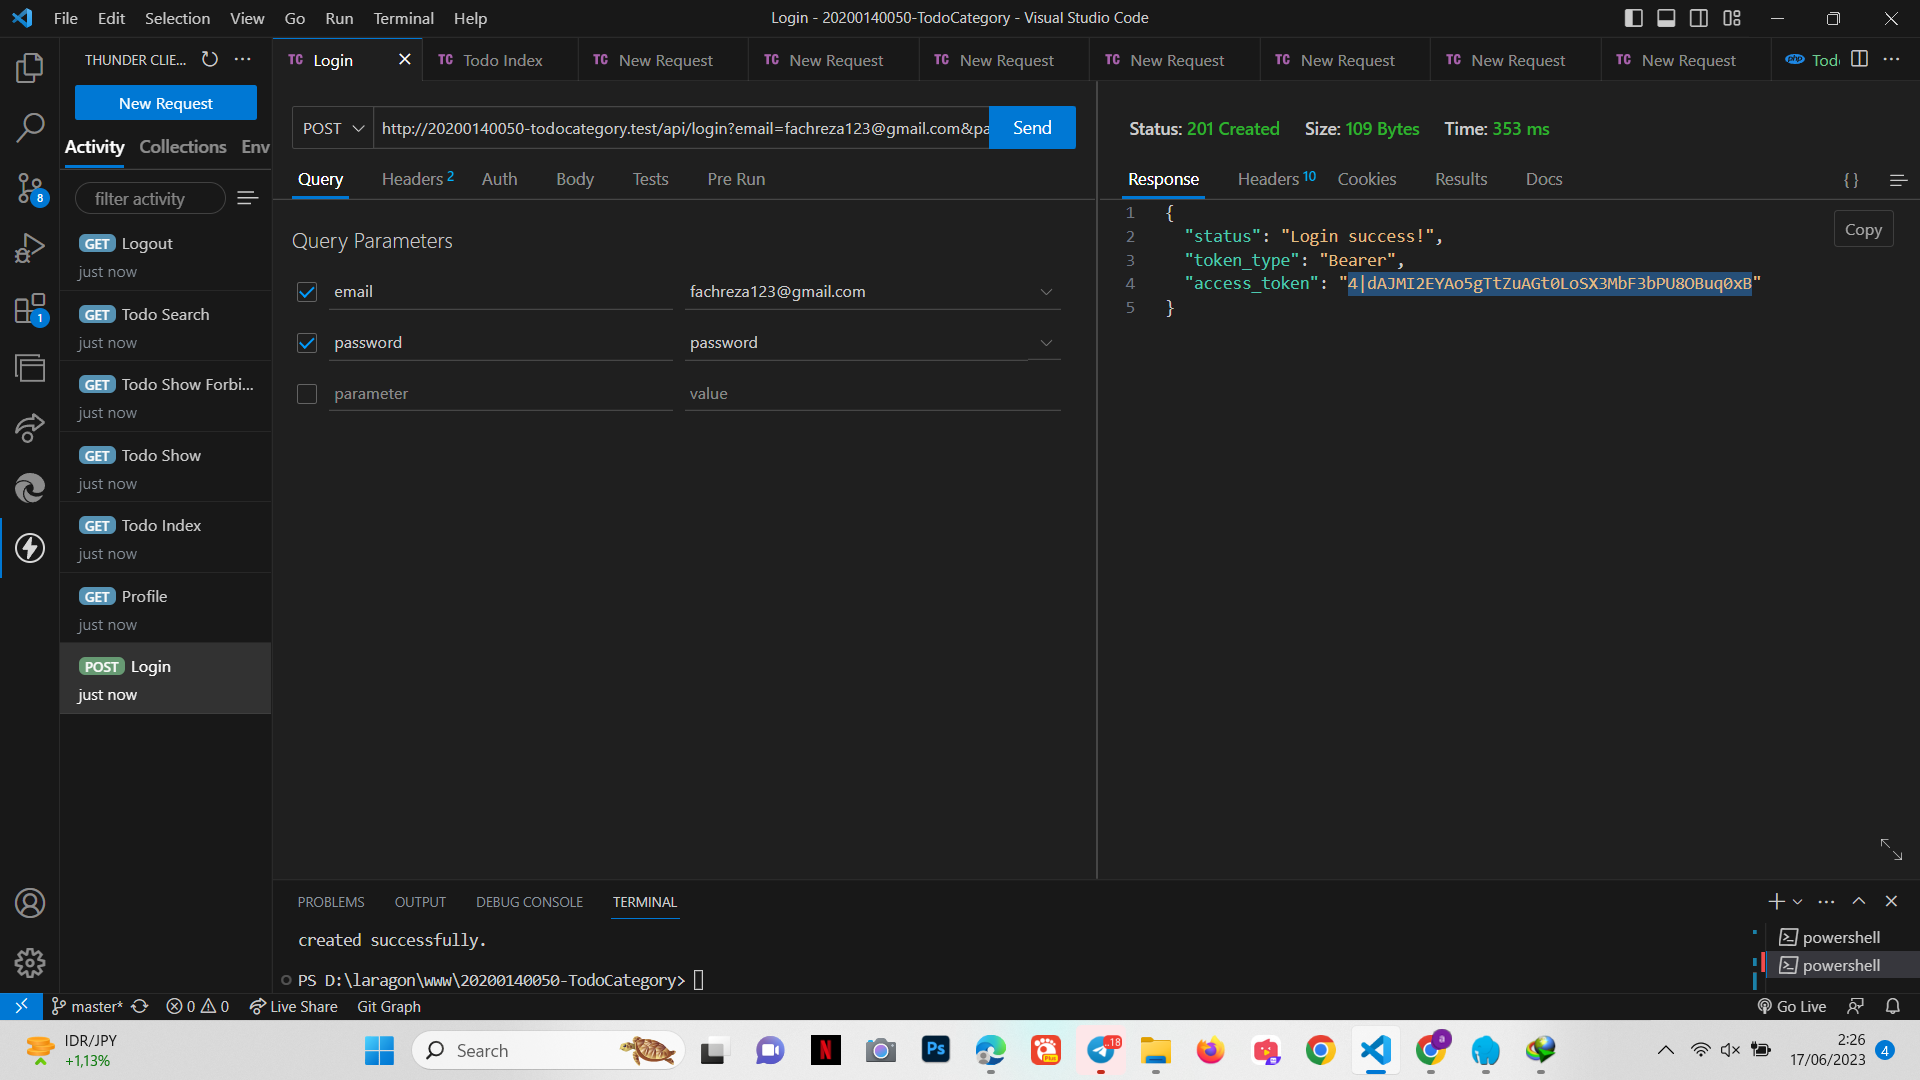 File Edit Selection View Go Run Terminal Help
Login - 20200140050-TodoCategory - Visual Studio Code
THUNDER CLIE...
New Request
Activity Collections Env
filter activity
GET Logout
just now
GET Todo Search
just now
GET Todo Show Forbi...
just now
GET Todo Show
just now
GET Todo Index
just now
GET Profile
just now
POST Login
just now
8
1
TC Login
TC Todo Index
TC New Request
TC New Request
TC New Request
TC New Request
TC New Request
TC New Request
TC New Request
php Tod
POST http://20200140050-todocategory.test/api/login?email=fachreza123@gmail.com&pa Send
Query Headers 2 Auth Body Tests Pre Run
Query Parameters
email fachreza123@gmail.com
password password
parameter value
Status: 201 Created Size: 109 Bytes Time: 353 ms
Response Headers 10 Cookies Results Docs { }
Copy
1 {
2 "status": "Login success!",
3 "token_type": "Bearer",
4 "access_token": "4|dAJMI2EYAo5gTtZuAGt0LoSX3MbF3bPU8OBuq0xB"
5 }
PROBLEMS OUTPUT DEBUG CONSOLE TERMINAL
created successfully.
PS D:\laragon\www\20200140050-TodoCategory>
powershell
powershell
master* 0 0 Live Share Git Graph
Go Live
IDR/JPY
+1,13%
Search
N
Ps
Plus
.18
a
2:26
17/06/2023
4